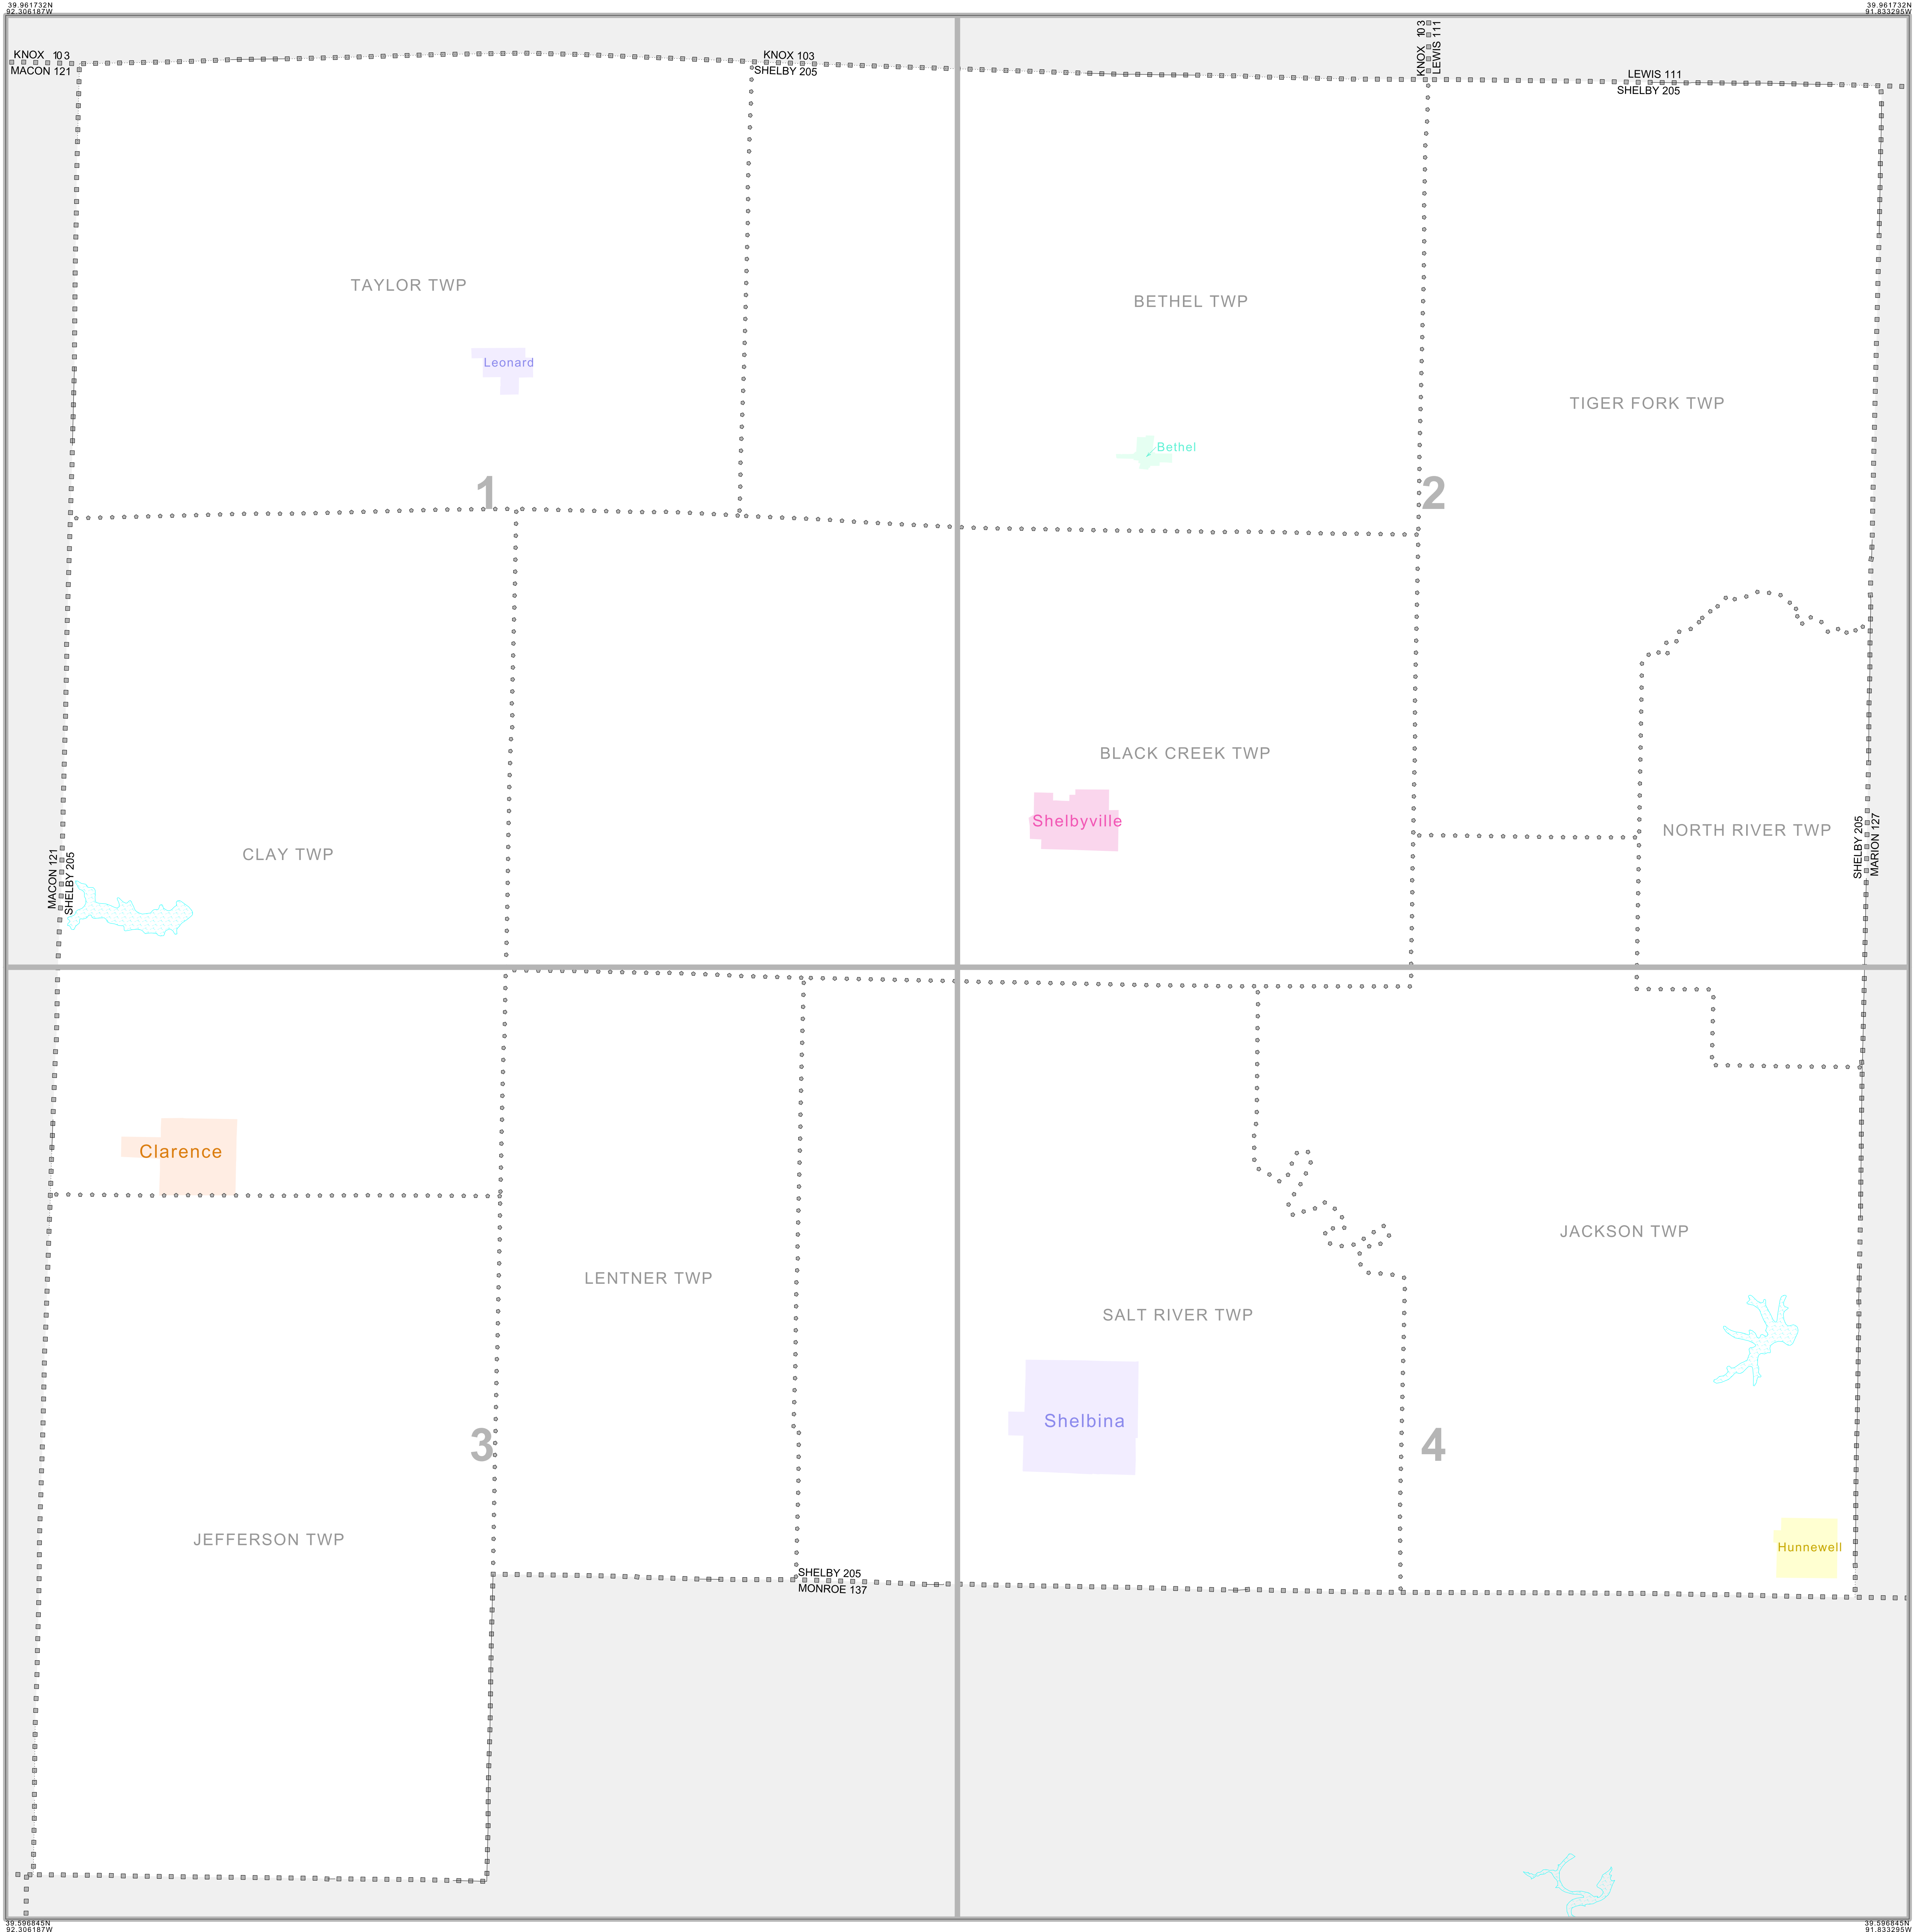 39.961732N
92.306187W
39.961732N
91.833295W
KNOX 103
MACON 121
KNOX 103
SHELBY 205
KNOX 103
LEWIS 111
LEWIS 111
SHELBY 205
TAYLOR TWP
BETHEL TWP
Leonard
TIGER FORK TWP
Bethel
1
2
BLACK CREEK TWP
Shelbyville
NORTH RIVER TWP
CLAY TWP
MACON 121
SHELBY 205
SHELBY 205
MARION 127
Clarence
JACKSON TWP
LENTNER TWP
SALT RIVER TWP
Shelbina
3
4
JEFFERSON TWP
Hunnewell
SHELBY 205
MONROE 137
39.596845N
92.306187W
39.596845N
91.833295W